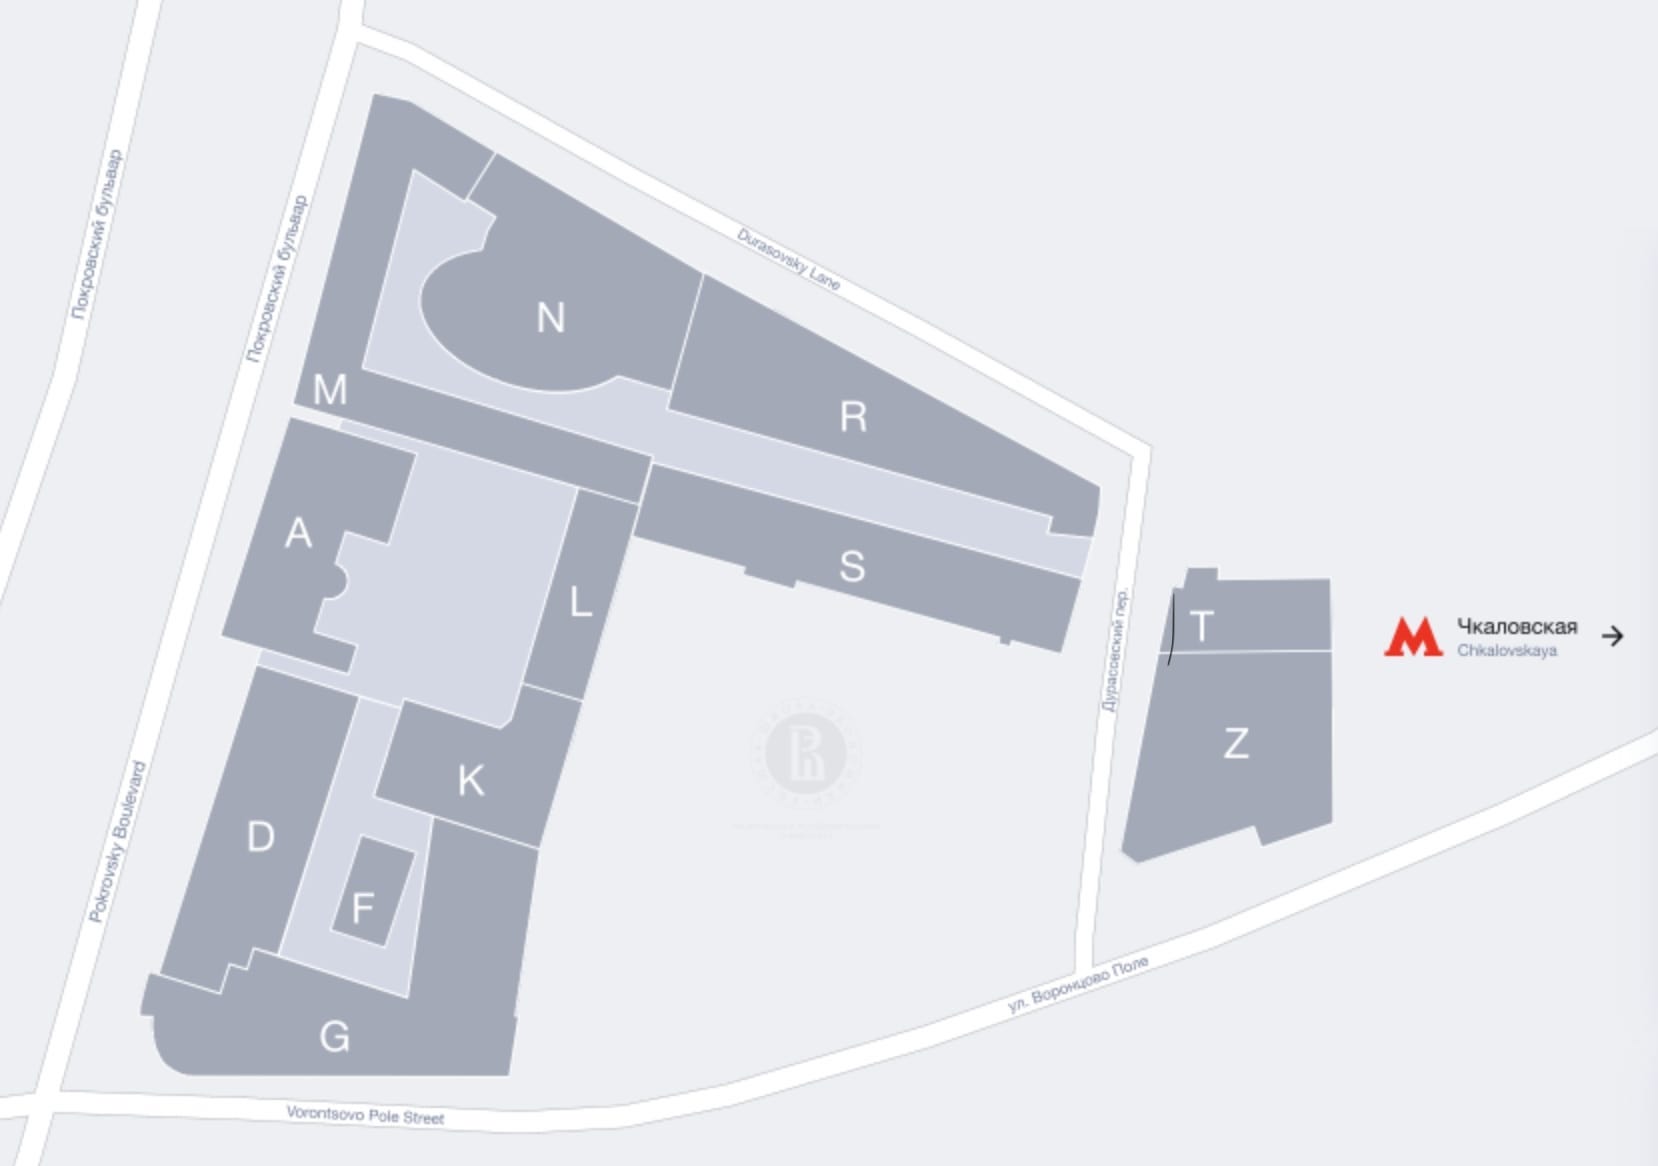 Покровский бульвар
Покровский бульвар
Durasovsky Lane
N
M
R
A
S
L
T
Чкаловская
Chkalovskaya
Дурасовский пер.
Z
K
D
Pokrovsky Boulevard
F
ул. Воронцово Поле
G
Vorontsovo Pole Street